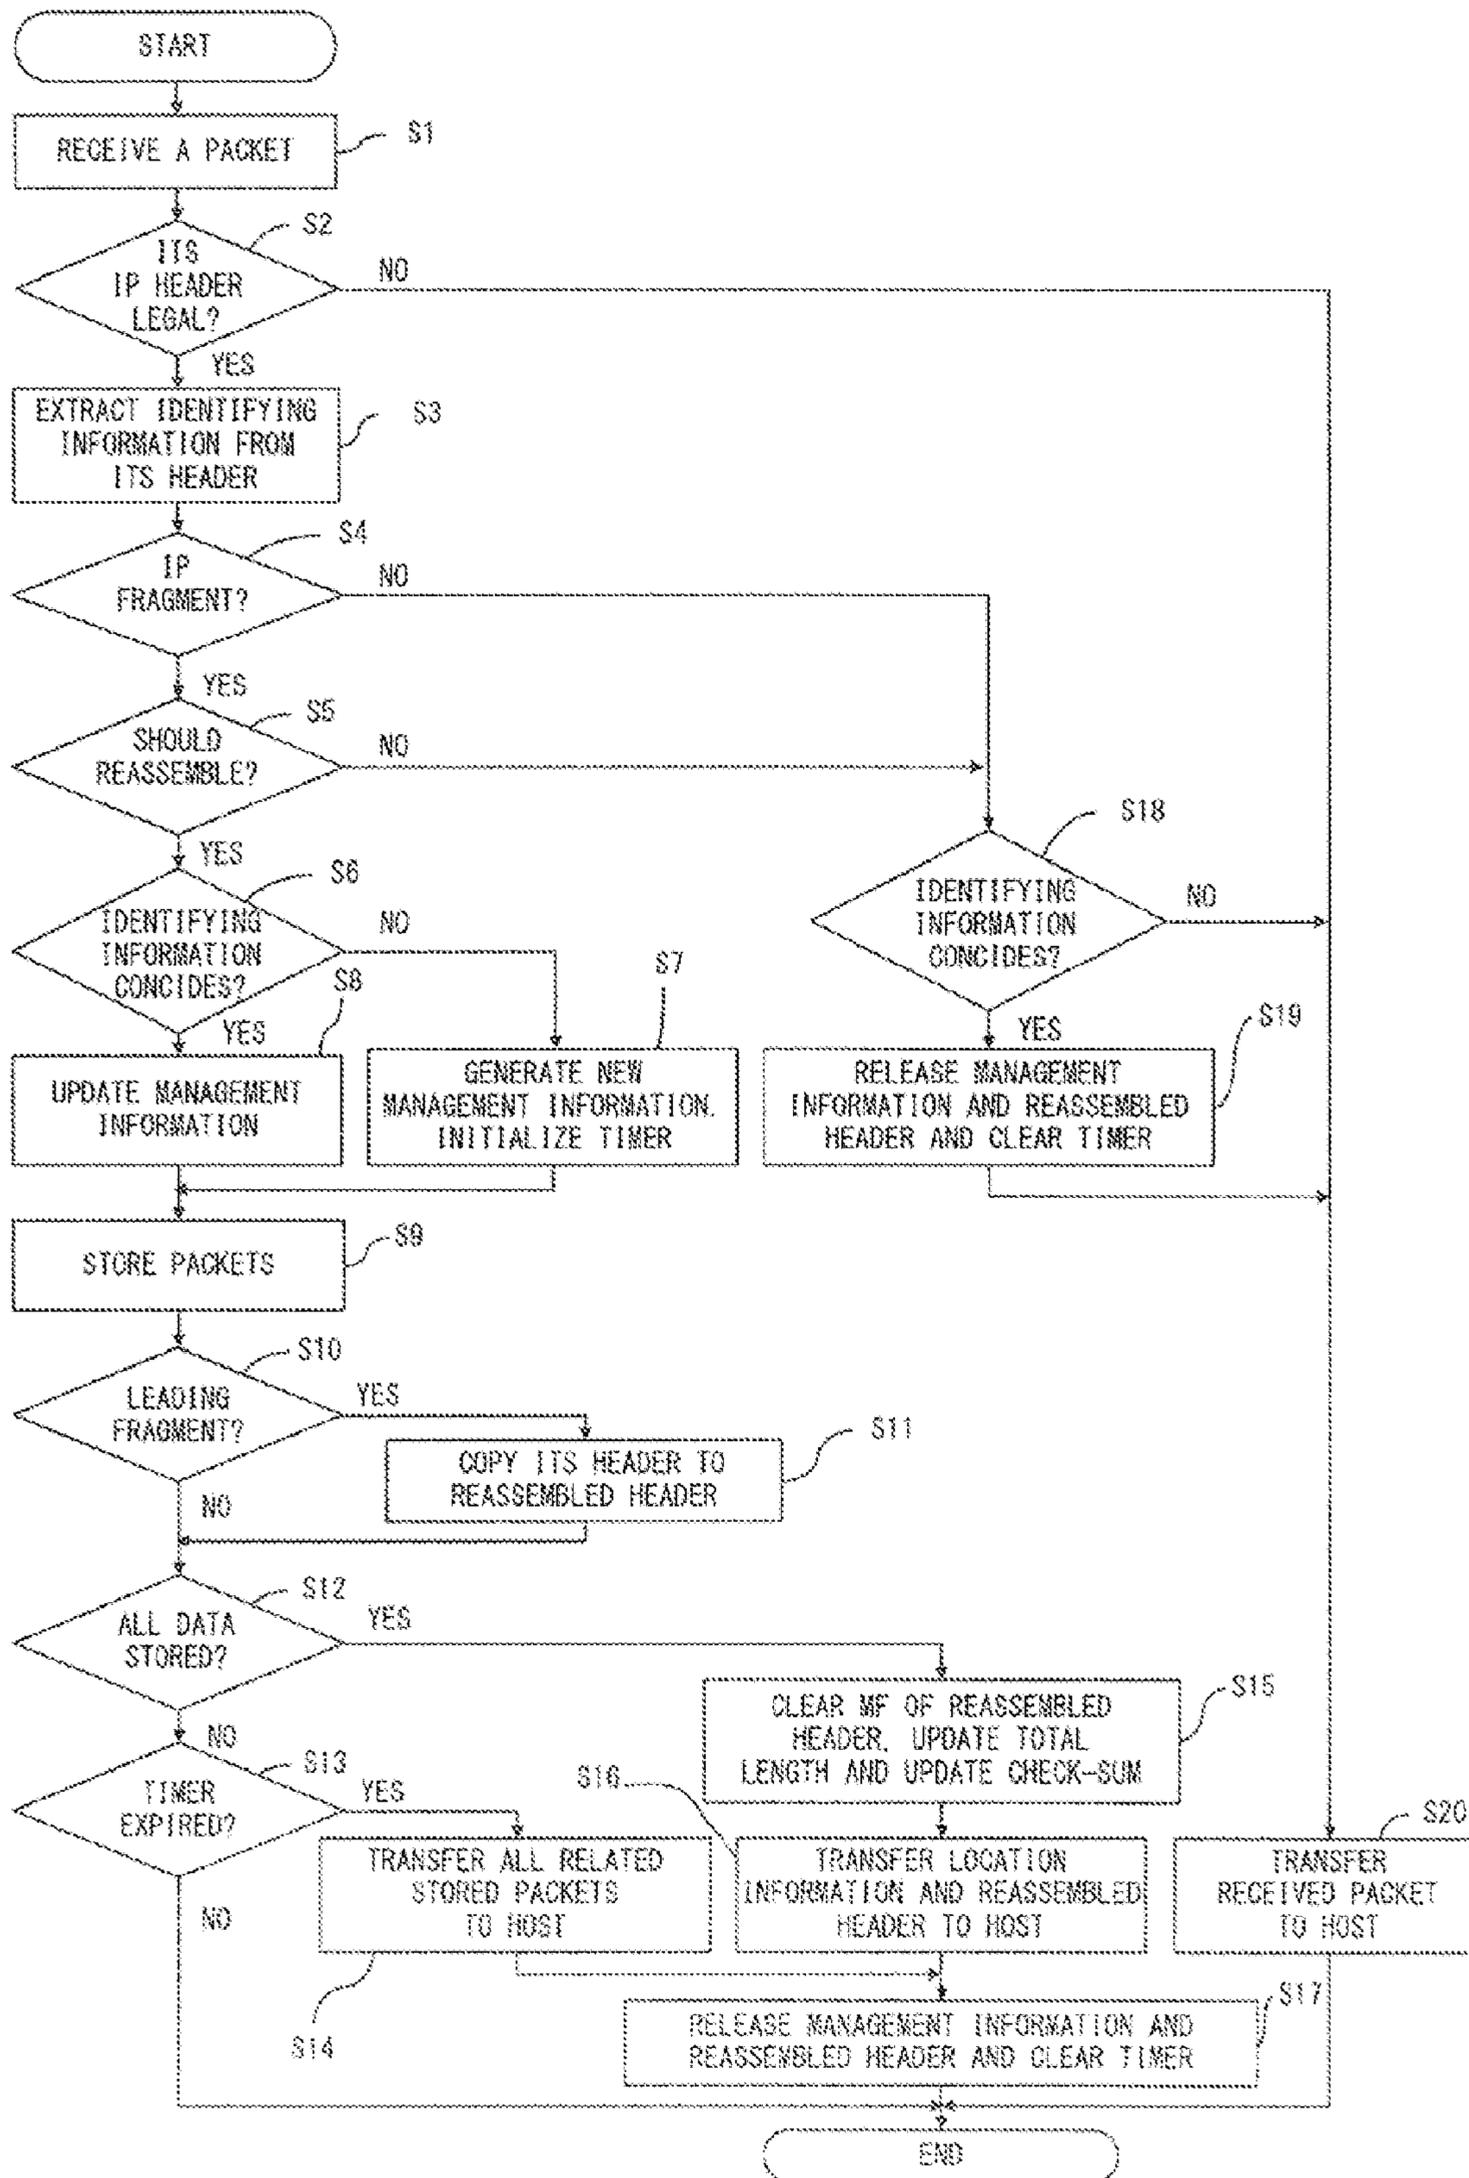 START
RECEIVE A PACKET
S1
S2
ITS
IP HEADER
LEGAL?
NO
YES
EXTRACT IDENTIFYING
INFORMATION FROM
ITS HEADER
S3
S4
IP
FRAGMENT?
NO
YES
S5
SHOULD
REASSEMBLE?
NO
YES
S6
IDENTIFYING
INFORMATION
CONCIDES?
NO
YES
S18
IDENTIFYING
INFORMATION
CONCIDES?
NO
YES
S8
UPDATE MANAGEMENT
INFORMATION
S7
GENERATE NEW
MANAGEMENT INFORMATION.
INITIALIZE TIMER
S19
RELEASE MANAGEMENT
INFORMATION AND REASSEMBLED
HEADER AND CLEAR TIMER
STORE PACKETS
S9
S10
LEADING
FRAGMENT?
YES
NO
COPY ITS HEADER TO
REASSEMBLED HEADER
S11
S12
ALL DATA
STORED?
YES
NO
CLEAR MF OF REASSEMBLED
HEADER, UPDATE TOTAL
LENGTH AND UPDATE CHECK-SUM
S15
S13
TIMER
EXPIRED?
YES
NO
TRANSFER ALL RELATED
STORED PACKETS
TO HOST
S14
S16
TRANSFER LOCATION
INFORMATION AND REASSEMBLED
HEADER TO HOST
S20
TRANSFER
RECEIVED PACKET
TO HOST
S17
RELEASE MANAGEMENT INFORMATION AND
REASSEMBLED HEADER AND CLEAR TIMER
END